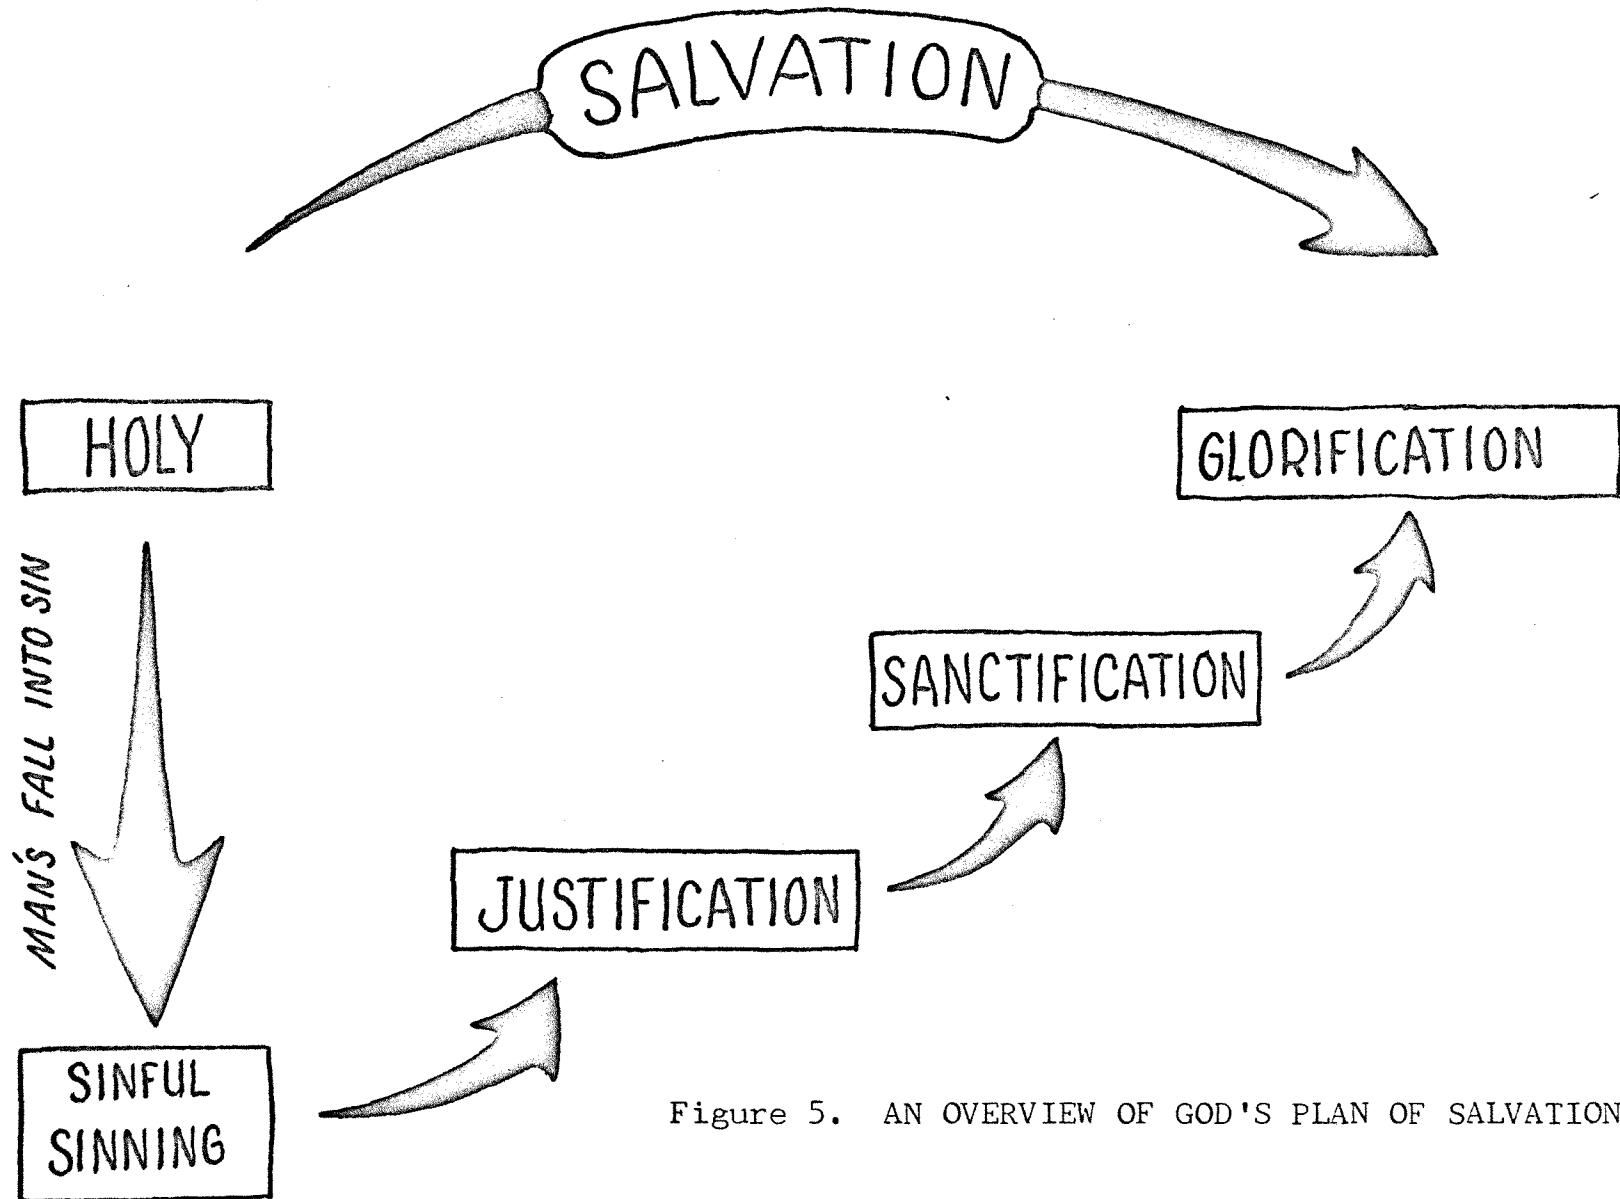 SALVATION
HOLY
GLORIFICATION
MAN'S FALL INTO SIN
SANCTIFICATION
JUSTIFICATION
SINFUL
SINNING
Figure 5. AN OVERVIEW OF GOD'S PLAN OF SALVATION